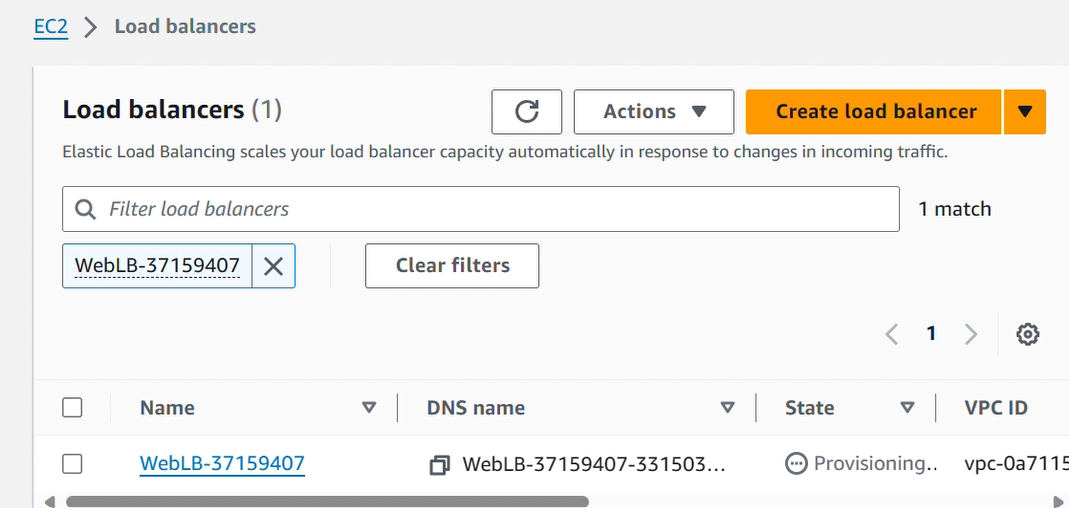 EC2 > Load balancers
Load balancers (1)
Actions
Create load balancer
Elastic Load Balancing scales your load balancer capacity automatically in response to changes in incoming traffic.
Filter load balancers
1 match
WebLB-37159407
Clear filters
1
Name DNS name State VPC ID
WebLB-37159407 WebLB-37159407-331503... Provisioning.. vpc-0a7115